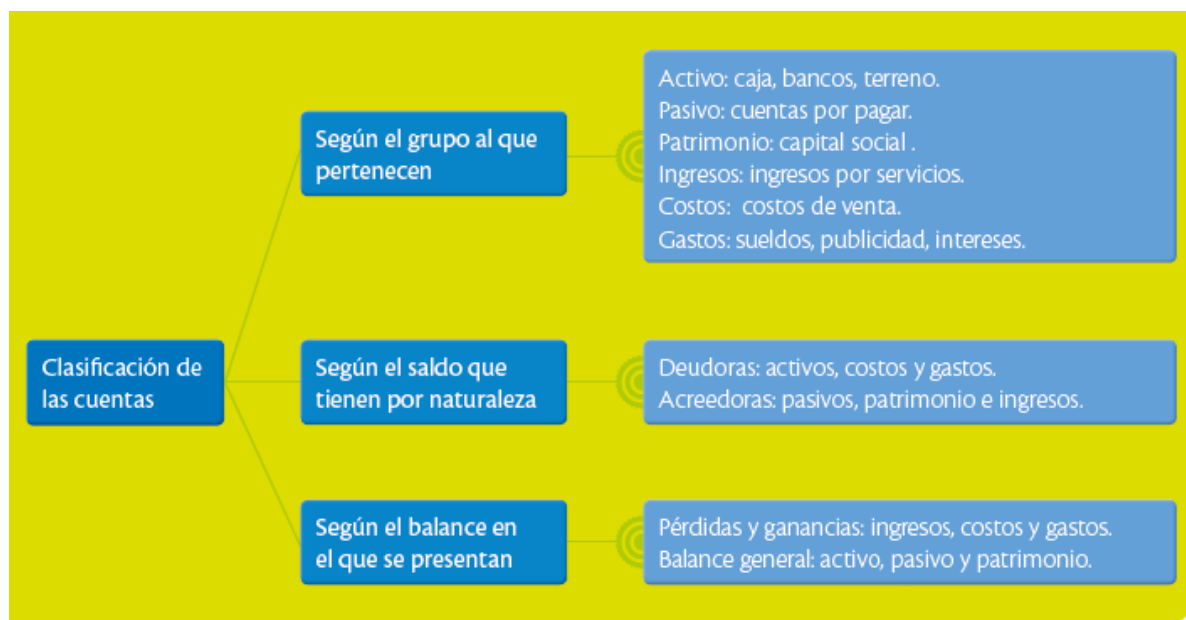 Clasificación de
las cuentas
Según el grupo al que
pertenecen
Activo: caja, bancos, terreno.
Pasivo: cuentas por pagar.
Patrimonio: capital social .
Ingresos: ingresos por servicios.
Costos:  costos de venta.
Gastos: sueldos, publicidad, intereses.
Según el saldo que
tienen por naturaleza
Deudoras: activos, costos y gastos.
Acreedoras: pasivos, patrimonio e ingresos.
Según el balance en
el que se presentan
Pérdidas y ganancias: ingresos, costos y gastos.
Balance general: activo, pasivo y patrimonio.